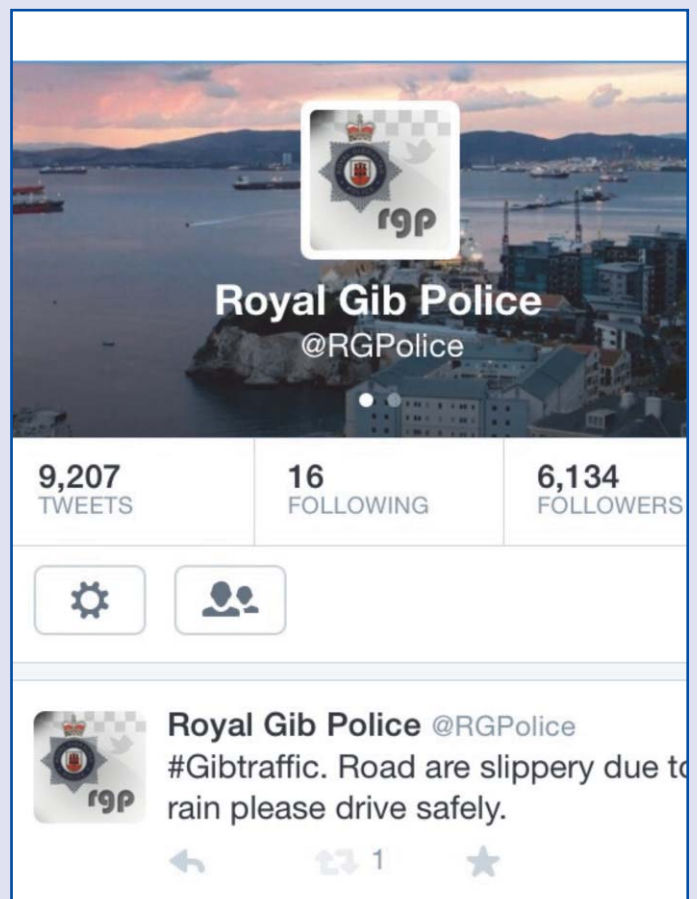 rgp
Royal Gib Police
@RGPolice
9,207
TWEETS
16
FOLLOWING
6,134
FOLLOWERS
Royal Gib Police @RGPolice
#Gibtraffic. Road are slippery due to
rain please drive safely.
1
rgp